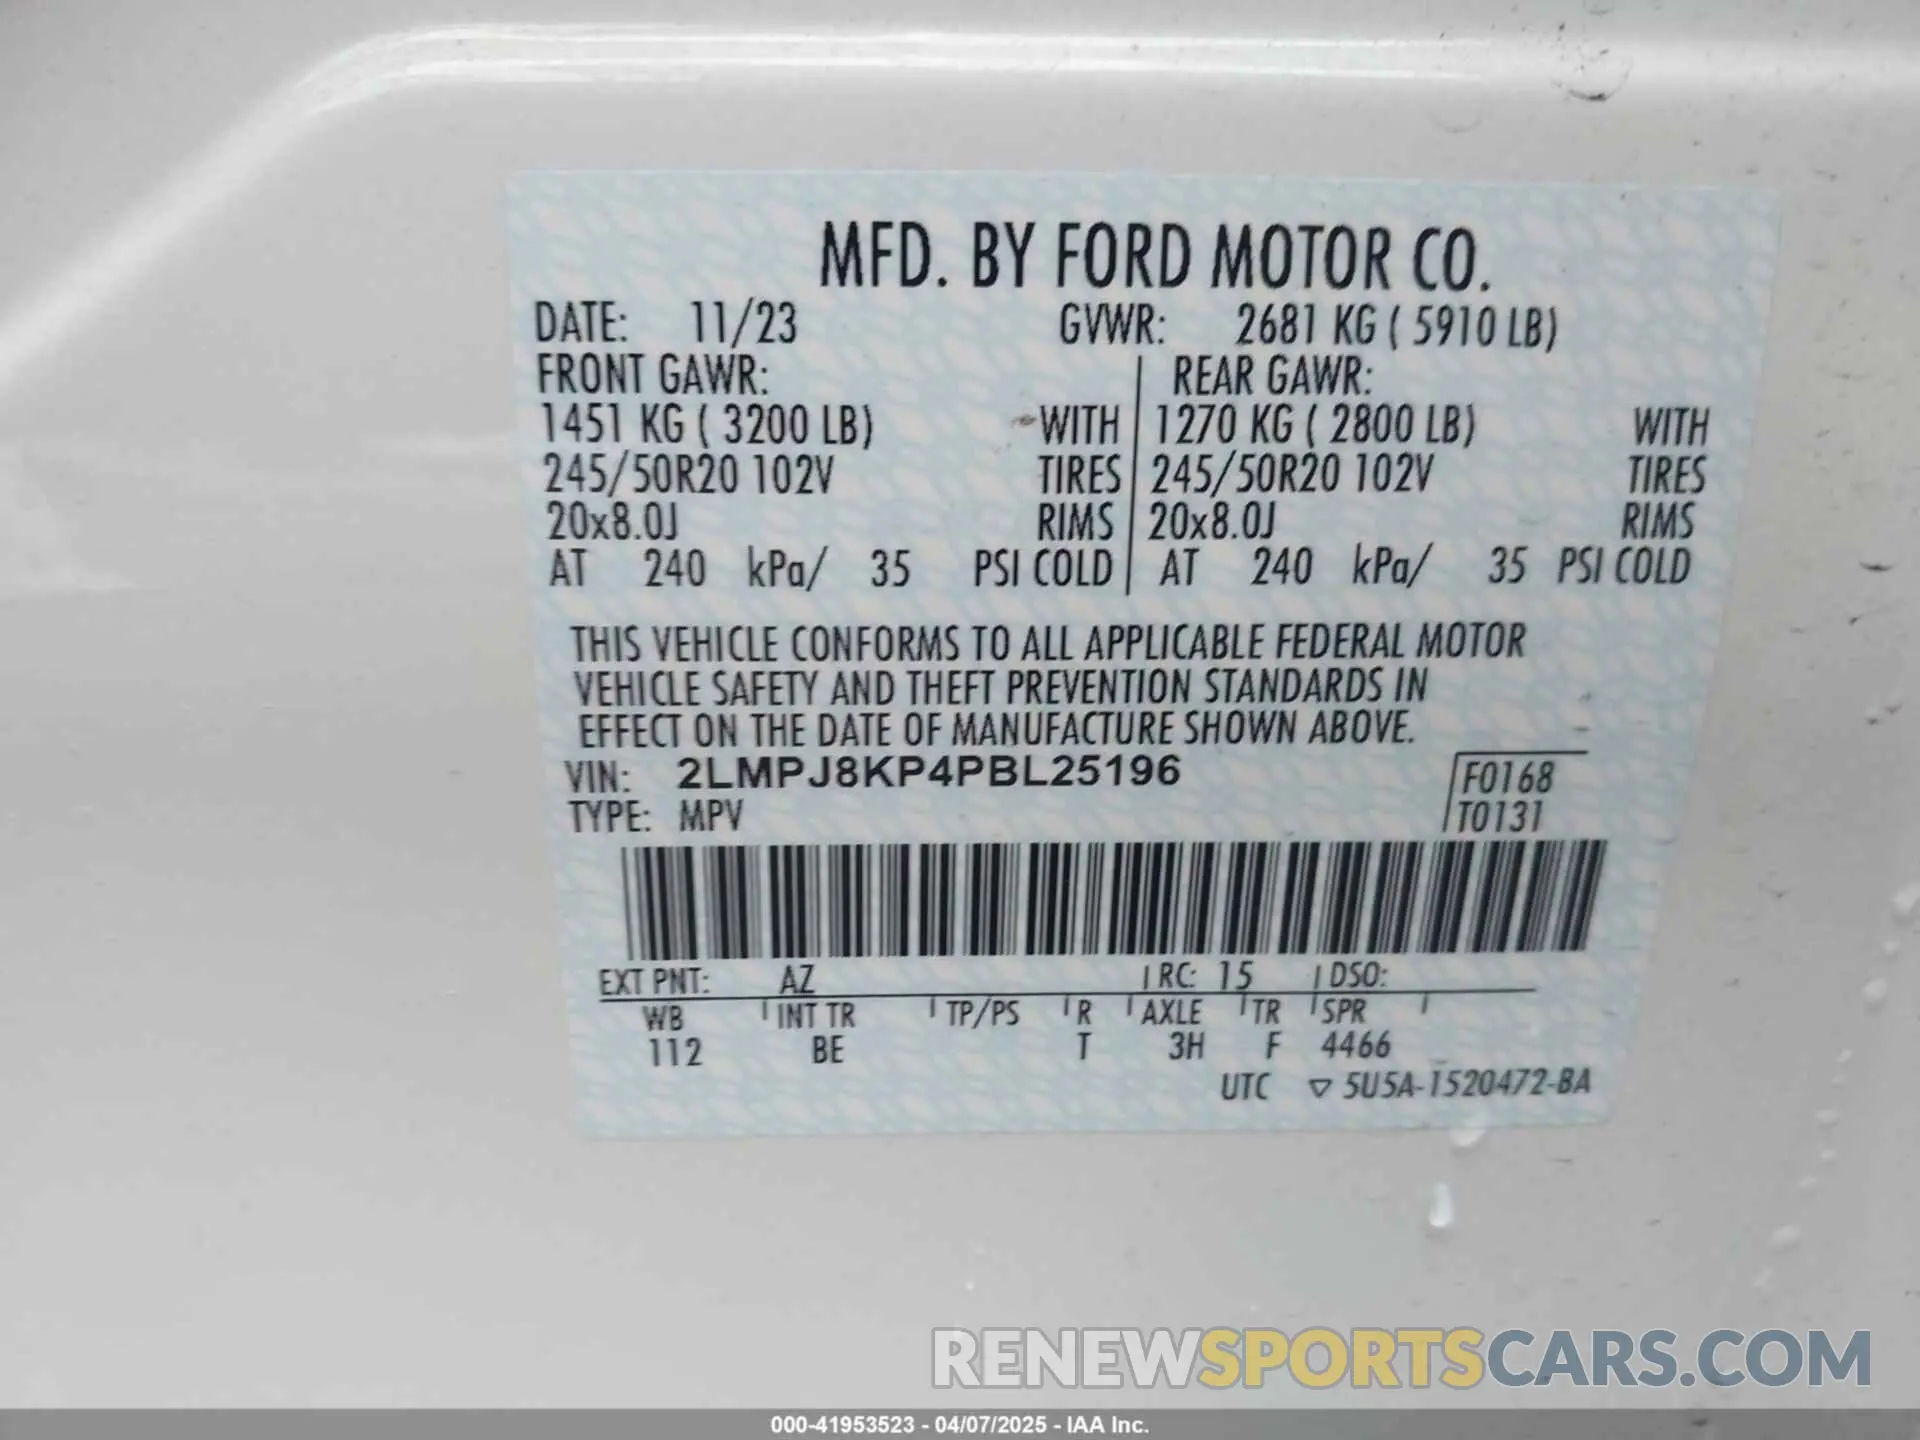 MFD. BY FORD MOTOR CO.
DATE: 11/23 GVWR: 2681 KG ( 5910 LB)
FRONT GAWR: REAR GAWR:
1451 KG ( 3200 LB) WITH 1270 KG ( 2800 LB) WITH
245/50R20 102V TIRES 245/50R20 102V TIRES
20x8.0J RIMS 20x8.0J RIMS
AT 240 kPa/ 35 PSI COLD AT 240 kPa/ 35 PSI COLD
THIS VEHICLE CONFORMS TO ALL APPLICABLE FEDERAL MOTOR
VEHICLE SAFETY AND THEFT PREVENTION STANDARDS IN
EFFECT ON THE DATE OF MANUFACTURE SHOWN ABOVE.
VIN: 2LMPJ8KP4PBL25196 F0168
TYPE: MPV T0131
EXT PNT: AZ RC: 15 DSO:
WB INT TR TP/PS R AXLE TR SPR
112 BE T 3H F 4466
UTC ▽ 5U5A-1520472-BA
RENEWSPORTSCARS.COM
000-41953523 - 04/07/2025 - IAA Inc.